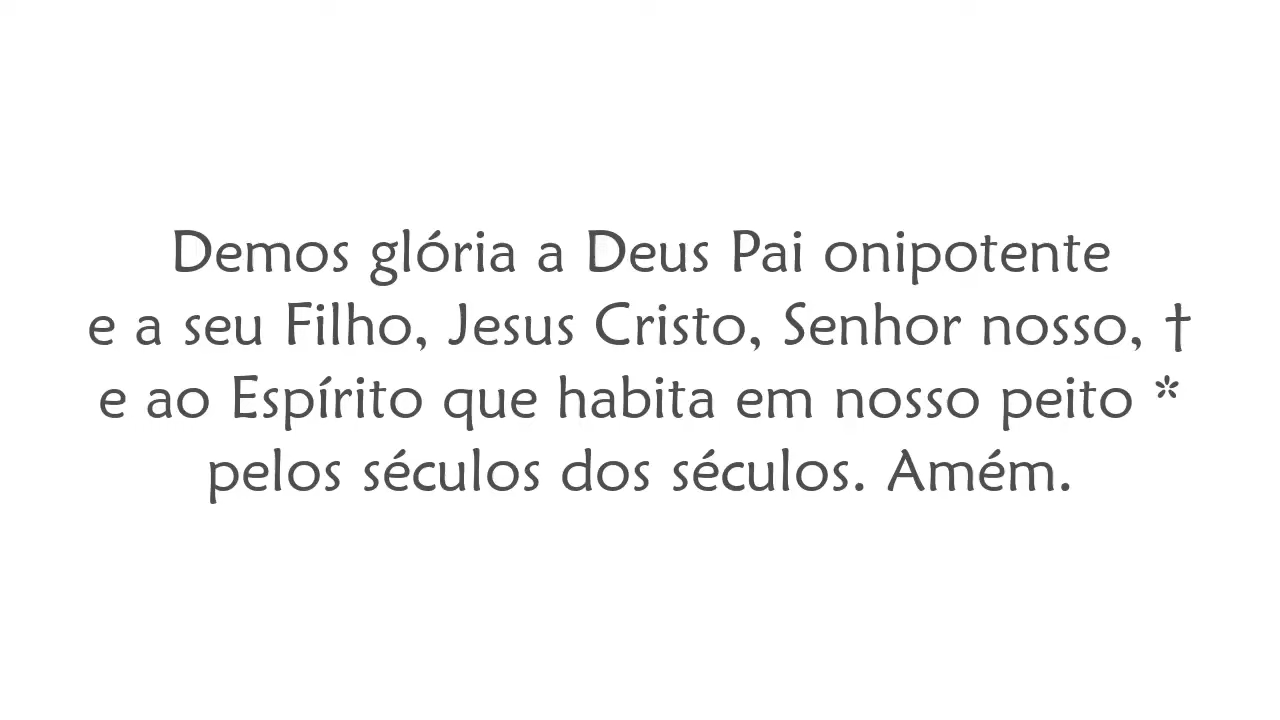 Demos glória a Deus Pai onipotente
e a seu Filho, Jesus Cristo, Senhor nosso, †
e ao Espírito que habita em nosso peito *
pelos séculos dos séculos. Amém.